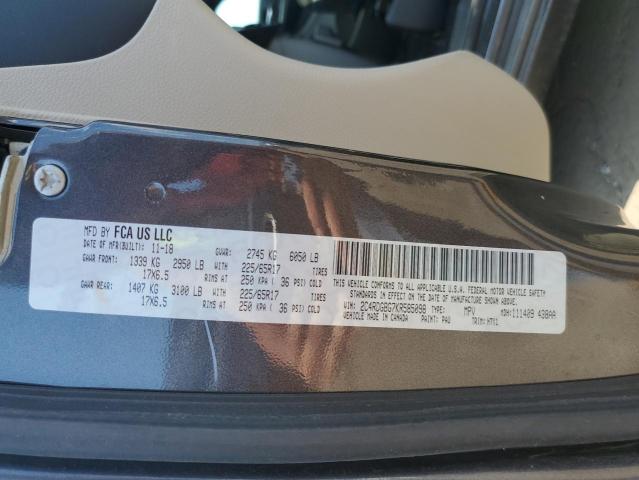 MFD BY FCA US LLC
DATE OF MFR(BUILT): 11-18 GVWR: 2745 KG 6050 LB
GAWR FRONT: 1339 KG 2950 LB WITH 225/65R17 TIRES
17X6.5 RIMS AT 250 KPA ( 36 PSI) COLD
GAWR REAR: 1407 KG 3100 LB WITH 225/65R17 TIRES
17X6.5 RIMS AT 250 KPA ( 36 PSI) COLD
THIS VEHICLE CONFORMS TO ALL APPLICABLE U.S.A. FEDERAL MOTOR VEHICLE SAFETY
STANDARDS IN EFFECT ON THE DATE OF MANUFACTURE SHOWN ABOVE.
VIN: 2C4RDGBG7KR585098 TYPE: MPV MDH: 111409 438AA
VEHICLE MADE IN CANADA PAINT: PAU TRIM: